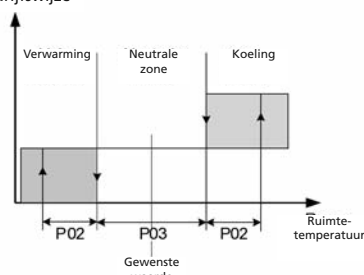 Verwarming
Neutrale
zone
Koeling
P02
P03
P02
Ruimte-
temperatuur
Gewenste